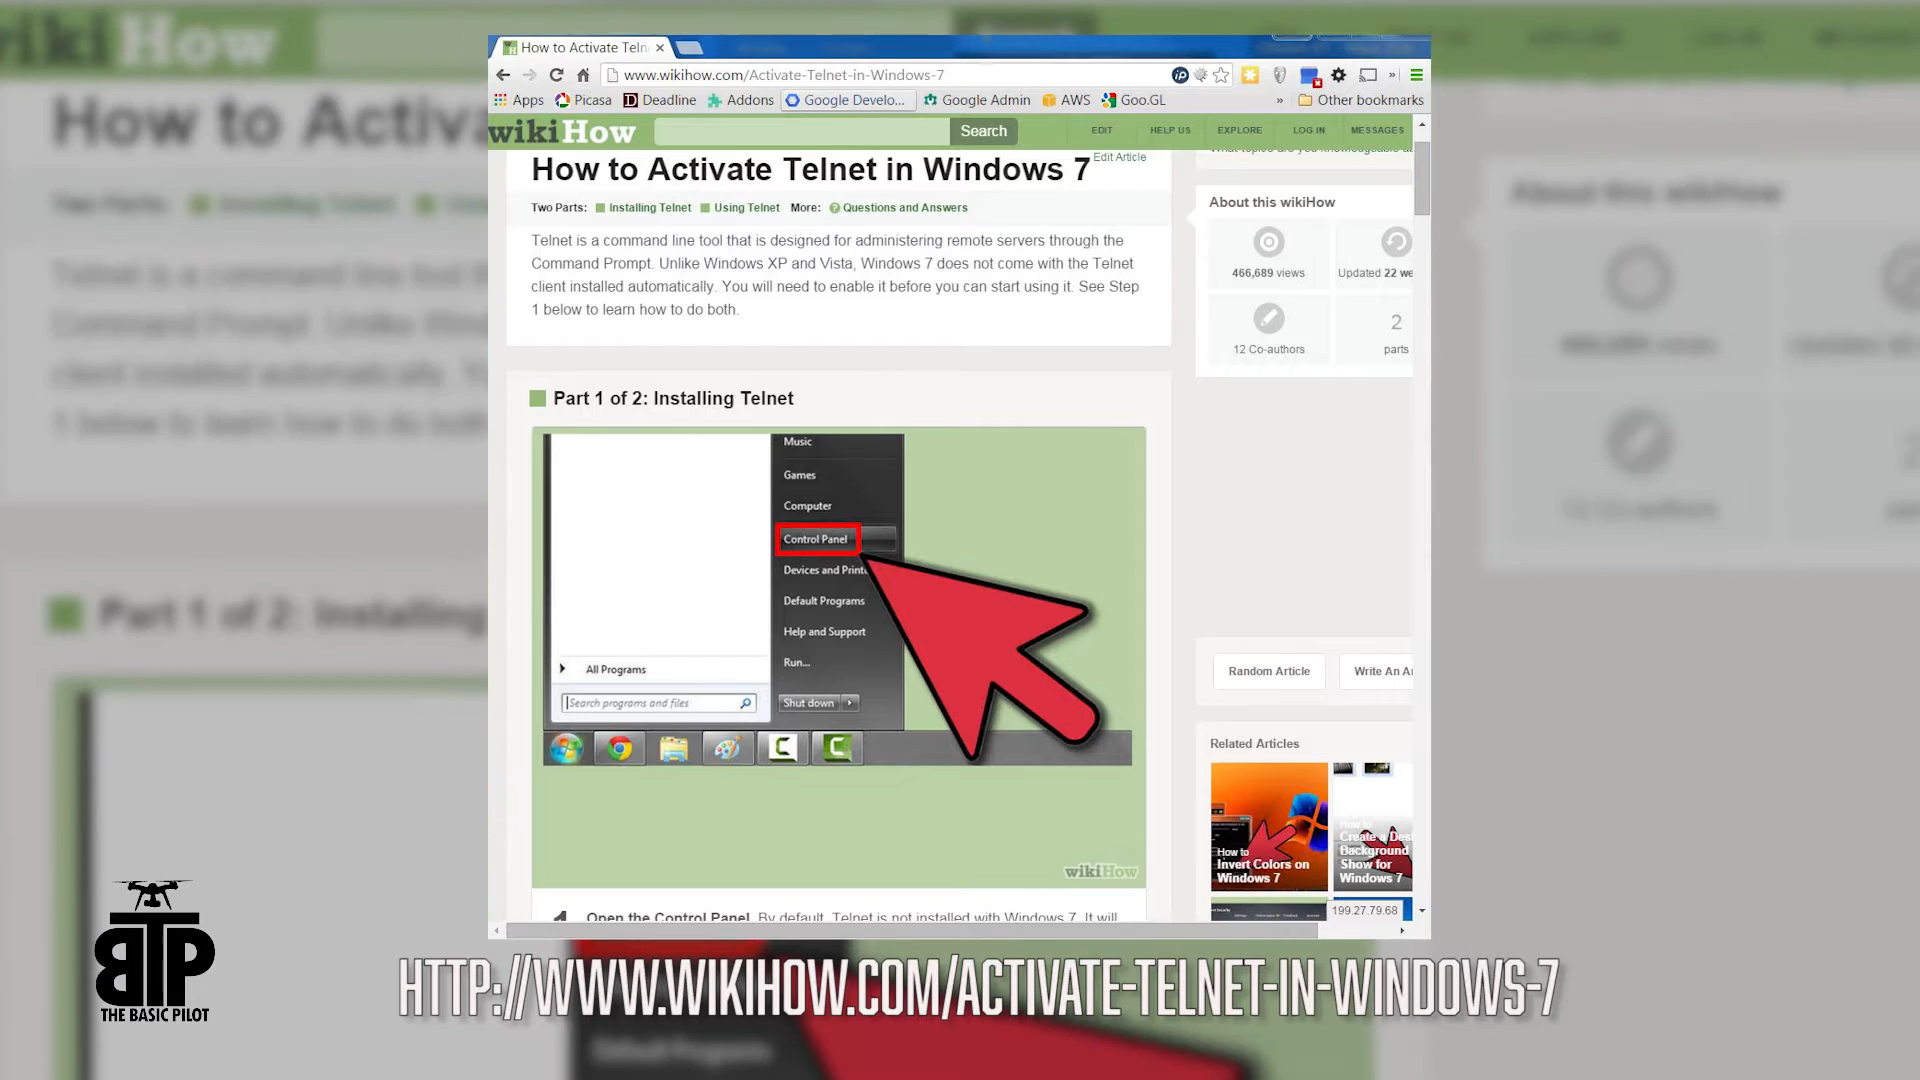 How to Activate Teln
www.wikihow.com/Activate-Telnet-in-Windows-7
Apps Picasa Deadline Addons Google Develo... Google Admin AWS Goo.GL » Other bookmarks
wikiHow Search EDIT HELP US EXPLORE LOG IN MESSAGES
How to Activate Telnet in Windows 7 Edit Article
Two Parts: Installing Telnet Using Telnet More: Questions and Answers
Telnet is a command line tool that is designed for administering remote servers through the
Command Prompt. Unlike Windows XP and Vista, Windows 7 does not come with the Telnet
client installed automatically. You will need to enable it before you can start using it. See Step
1 below to learn how to do both.
About this wikiHow
466,689 views
Updated 22 we
12 Co-authors
2
parts
Part 1 of 2: Installing Telnet
Music
Games
Computer
Control Panel
Devices and Printe
Default Programs
Help and Support
Run...
All Programs
Search programs and files
Shut down
wikiHow
Open the Control Panel. By default, Telnet is not installed with Windows 7. It will
Random Article
Write An Ar
Related Articles
How to
Invert Colors on
Windows 7
How to
Create a Des
Background
Show for
Windows 7
199.27.79.68
BTP
THE BASIC PILOT
HTTP://WWW.WIKIHOW.COM/ACTIVATE-TELNET-IN-WINDOWS-7